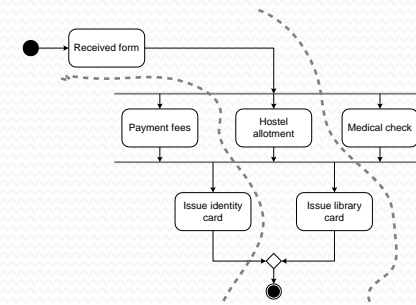 Received form
Payment fees
Hostel
allotment
Medical check
Issue identity
card
Issue library
card